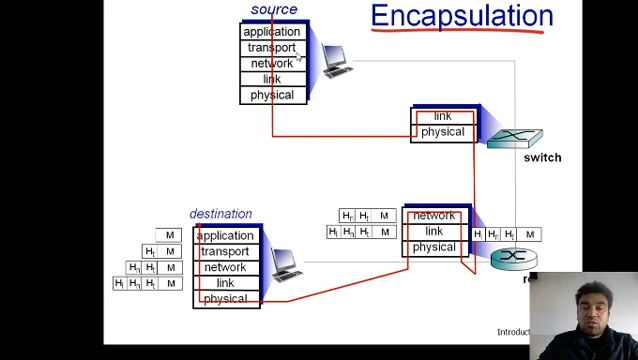 source
Encapsulation
application
transport
network
link
physical
link
physical
switch
destination
M
Ht M
Hn Ht M
Hl Hn Ht M
application
transport
network
link
physical
Hn Ht M
Hl Hn Ht M
network
link
physical
Hl Hn Ht M